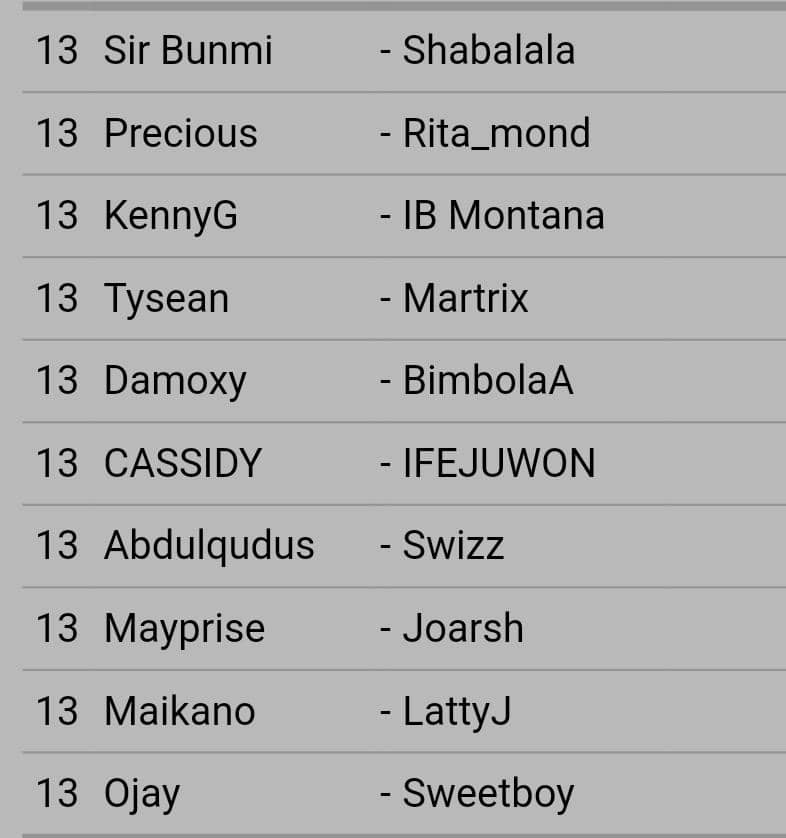 13 Sir Bunmi - Shabalala
13 Precious - Rita_mond
13 KennyG - IB Montana
13 Tysean - Martrix
13 Damoxy - BimbolaA
13 CASSIDY - IFEJUWON
13 Abdulqudus - Swizz
13 Mayprise - Joarsh
13 Maikano - LattyJ
13 Ojay - Sweetboy